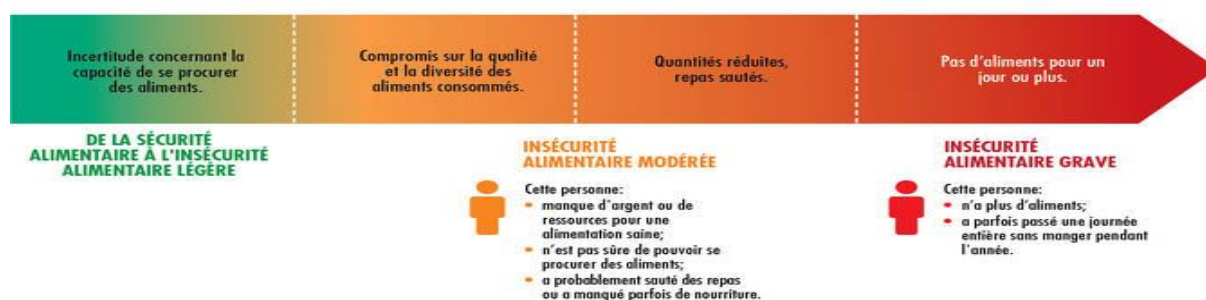 Incertitude concernant la
capacité de se procurer
des aliments.
Compromis sur la qualité
et la diversité des
aliments consommés.
Quantités réduites,
repas sautés.
Pas d'aliments pour un
jour ou plus.
DE LA SÉCURITÉ
ALIMENTAIRE À L'INSÉCURITÉ
ALIMENTAIRE LÉGÈRE
INSÉCURITÉ
ALIMENTAIRE MODÉRÉE
Cette personne:
• manque d'argent ou de
ressources pour une
alimentation saine;
• n'est pas sûre de pouvoir se
procurer des aliments;
• a probablement sauté des repas
ou a manqué parfois de nourriture.
INSÉCURITÉ
ALIMENTAIRE GRAVE
Cette personne:
• n'a plus d'aliments;
• a parfois passé une journée
entière sans manger pendant
l'année.